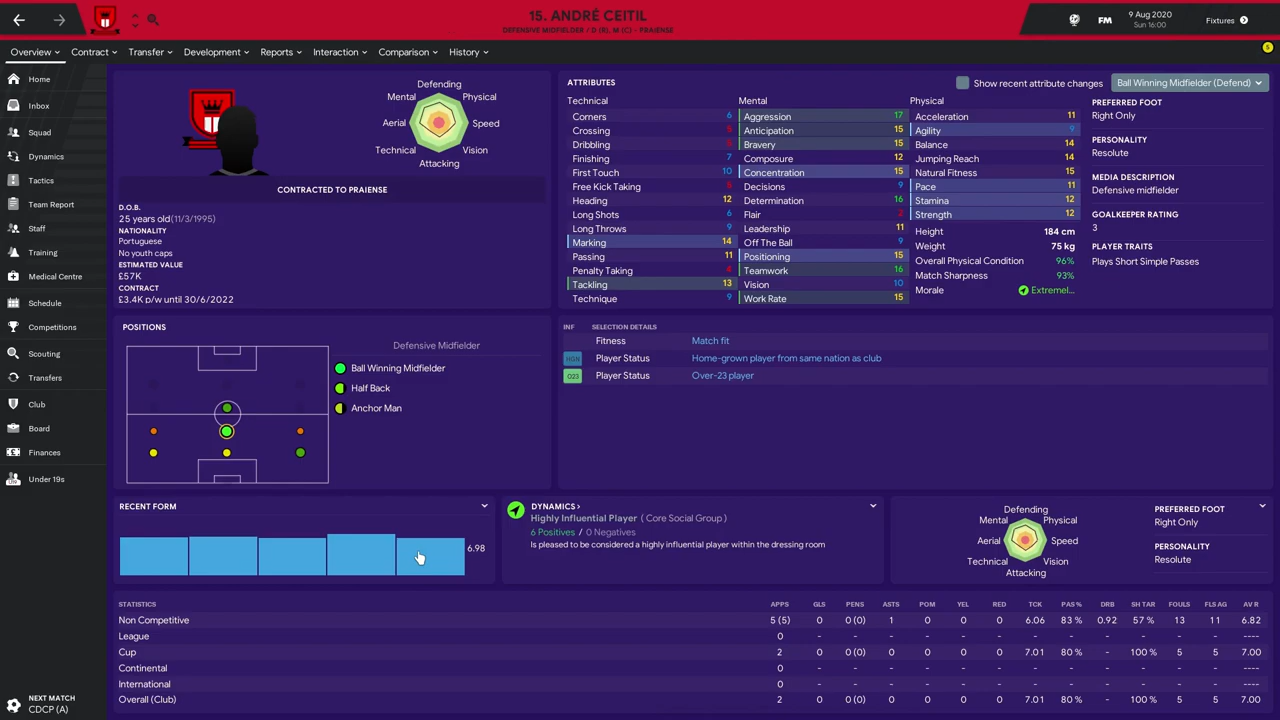 15. ANDRÉ CEITIL
DEFENSIVE MIDFIELDER / D (R), M (C) - PRAIENSE
FM
9 Aug 2020
Sun 16:00
Fixtures
Overview Contract Transfer Development Reports Interaction Comparison History
Home
Inbox
Squad
Dynamics
Tactics
Team Report
Staff
Training
Medical Centre
Schedule
Competitions
Scouting
Transfers
Club
Board
Finances
Under 19s
NEXT MATCH
CDCP (A)
Defending
Mental Physical
Aerial Speed
Technical Vision
Attacking
CONTRACTED TO PRAIENSE
D.O.B.
25 years old (11/3/1995)
NATIONALITY
Portuguese
No youth caps
ESTIMATED VALUE
£57K
CONTRACT
£3.4K p/w until 30/6/2022
ATTRIBUTES
Show recent attribute changes
Ball Winning Midfielder (Defend)
Technical Mental Physical
Corners 6 Aggression 17 Acceleration 11
Crossing Anticipation 15 Agility 9
Dribbling Bravery 15 Balance 14
Finishing 7 Composure 12 Jumping Reach 14
First Touch 10 Concentration 15 Natural Fitness 15
Free Kick Taking Decisions 9 Pace 11
Heading 12 Determination 16 Stamina 12
Long Shots 6 Flair 2 Strength 12
Long Throws 9 Leadership 11 Height 184 cm
Marking 14 Off The Ball 9 Weight 75 kg
Passing 11 Positioning 15 Overall Physical Condition 96%
Penalty Taking 4 Teamwork 16 Match Sharpness 93%
Tackling 13 Vision 10 Morale Extremel...
Technique 9 Work Rate 15
PREFERRED FOOT
Right Only
PERSONALITY
Resolute
MEDIA DESCRIPTION
Defensive midfielder
GOALKEEPER RATING
3
PLAYER TRAITS
Plays Short Simple Passes
POSITIONS
Defensive Midfielder
Ball Winning Midfielder
Half Back
Anchor Man
INF SELECTION DETAILS
Fitness Match fit
HGN Player Status Home-grown player from same nation as club
O23 Player Status Over-23 player
RECENT FORM
6.98
DYNAMICS>
Highly Influential Player ( Core Social Group )
6 Positives / 0 Negatives
Is pleased to be considered a highly influential player within the dressing room
Defending
Mental Physical
Aerial Speed
Technical Vision
Attacking
PREFERRED FOOT
Right Only
PERSONALITY
Resolute
STATISTICS APPS GLS PENS ASTS POM YEL RED TCK PAS % DRB SH TAR FOULS FLS AG AV R
Non Competitive 5 (5) 0 0 (0) 1 0 0 0 6.06 83 % 0.92 57 % 13 11 6.82
League 0 - - - - - - - - - - - - ----
Cup 2 0 0 (0) 0 0 0 0 7.01 80 % - 100 % 5 5 7.00
Continental 0 - - - - - - - - - - - - ----
International 0 - - - - - - - - - - - - ----
Overall (Club) 2 0 0 (0) 0 0 0 0 7.01 80 % - 100 % 5 5 7.00